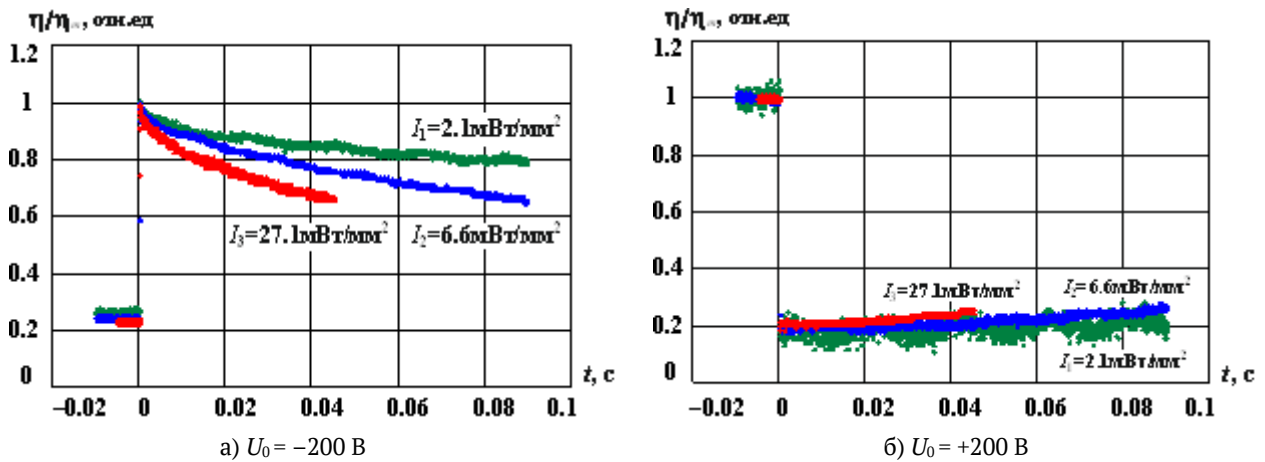 η/η∞, отн.ед
1.2
1
0.8
0.6
0.4
0.2
0
−0.02 0 0.02 0.04 0.06 0.08 0.1
t, с
I₁=2.1мВт/мм²
I₃=27.1мВт/мм² I₂=6.6мВт/мм²
а) U₀ = −200 В
η/η∞, отн.ед
1.2
1
0.8
0.6
0.4
0.2
0
−0.02 0 0.02 0.04 0.06 0.08 0.1
t, с
I₃=27.1мВт/мм² I₂=6.6мВт/мм²
I₁=2.1мВт/мм²
б) U₀ = +200 В